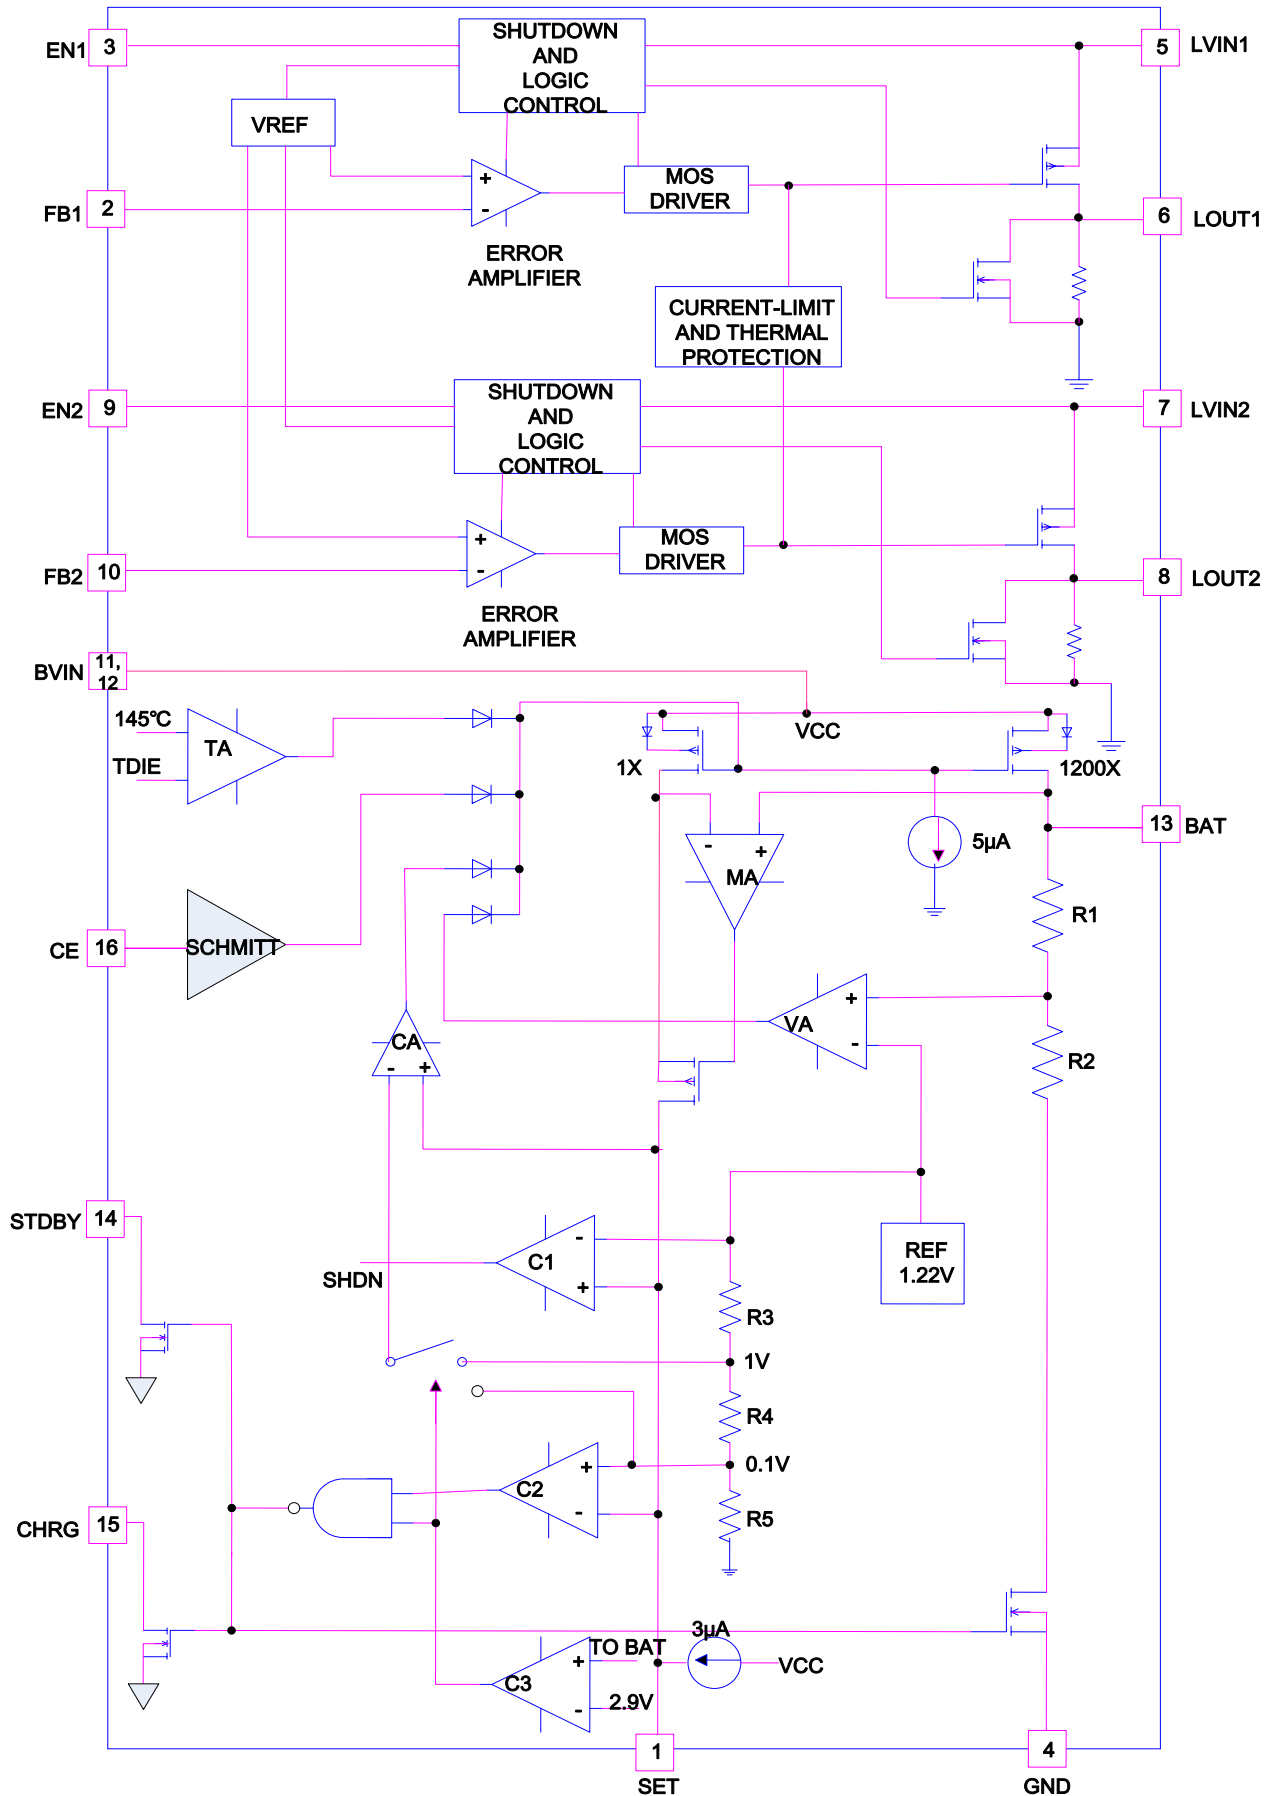 SHUTDOWN
AND
LOGIC
CONTROL
EN1
3
5
LVIN1
VREF
MOS
DRIVER
+
-
FB1
2
6
LOUT1
ERROR
AMPLIFIER
CURRENT-LIMIT
AND THERMAL
PROTECTION
SHUTDOWN
AND
LOGIC
CONTROL
EN2
9
7
LVIN2
MOS
DRIVER
+
-
FB2
10
8
LOUT2
ERROR
AMPLIFIER
BVIN
11,
12
145℃
TA
TDIE
VCC
1X
1200X
13
BAT
5µA
-
+
MA
R1
CE
16
SCHMITT
+
VA
-
CA
-
+
R2
STDBY
14
-
C1
+
SHDN
REF
1.22V
R3
1V
R4
+
0.1V
C2
-
R5
CHRG
15
3µA
TO BAT
+
VCC
C3
2.9V
-
1
4
SET
GND